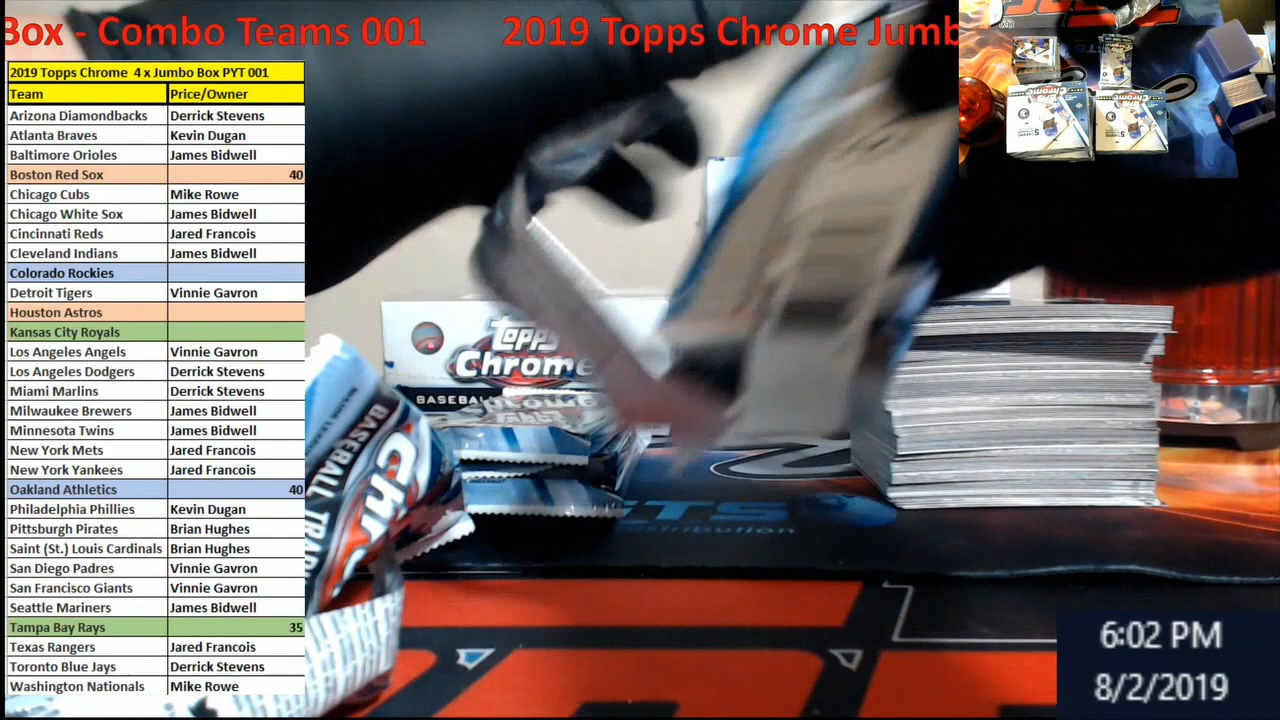 Box - Combo Teams 001 2019 Topps Chrome Jumb
2019 Topps Chrome 4 x Jumbo Box PYT 001
Team Price/Owner
Arizona Diamondbacks Derrick Stevens
Atlanta Braves Kevin Dugan
Baltimore Orioles James Bidwell
Boston Red Sox 40
Chicago Cubs Mike Rowe
Chicago White Sox James Bidwell
Cincinnati Reds Jared Francois
Cleveland Indians James Bidwell
Colorado Rockies
Detroit Tigers Vinnie Gavron
Houston Astros
Kansas City Royals
Los Angeles Angels Vinnie Gavron
Los Angeles Dodgers Derrick Stevens
Miami Marlins Derrick Stevens
Milwaukee Brewers James Bidwell
Minnesota Twins James Bidwell
New York Mets Jared Francois
New York Yankees Jared Francois
Oakland Athletics 40
Philadelphia Phillies Kevin Dugan
Pittsburgh Pirates Brian Hughes
Saint (St.) Louis Cardinals Brian Hughes
San Diego Padres Vinnie Gavron
San Francisco Giants Vinnie Gavron
Seattle Mariners James Bidwell
Tampa Bay Rays 35
Texas Rangers Jared Francois
Toronto Blue Jays Derrick Stevens
Washington Nationals Mike Rowe
Topps
Chrome
BASEBALL
Chrome
BASEBALL TRAD
CTS
distribution
6:02 PM
8/2/2019